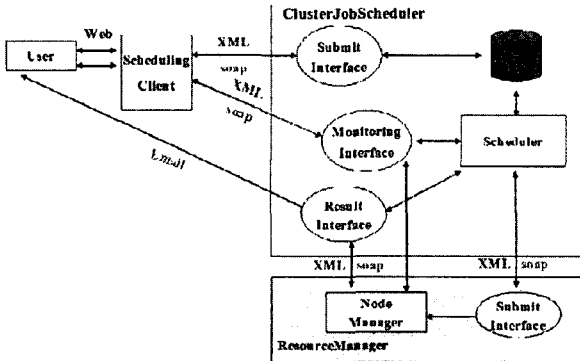 ClusterJobScheduler
Web
User
Scheduling
Client
XML
soap
Submit
Interface
XML
soap
Monitoring
Interface
Scheduler
Email
Result
Interface
XML soap
XML soap
Node
Manager
Submit
Interface
ResourceManager